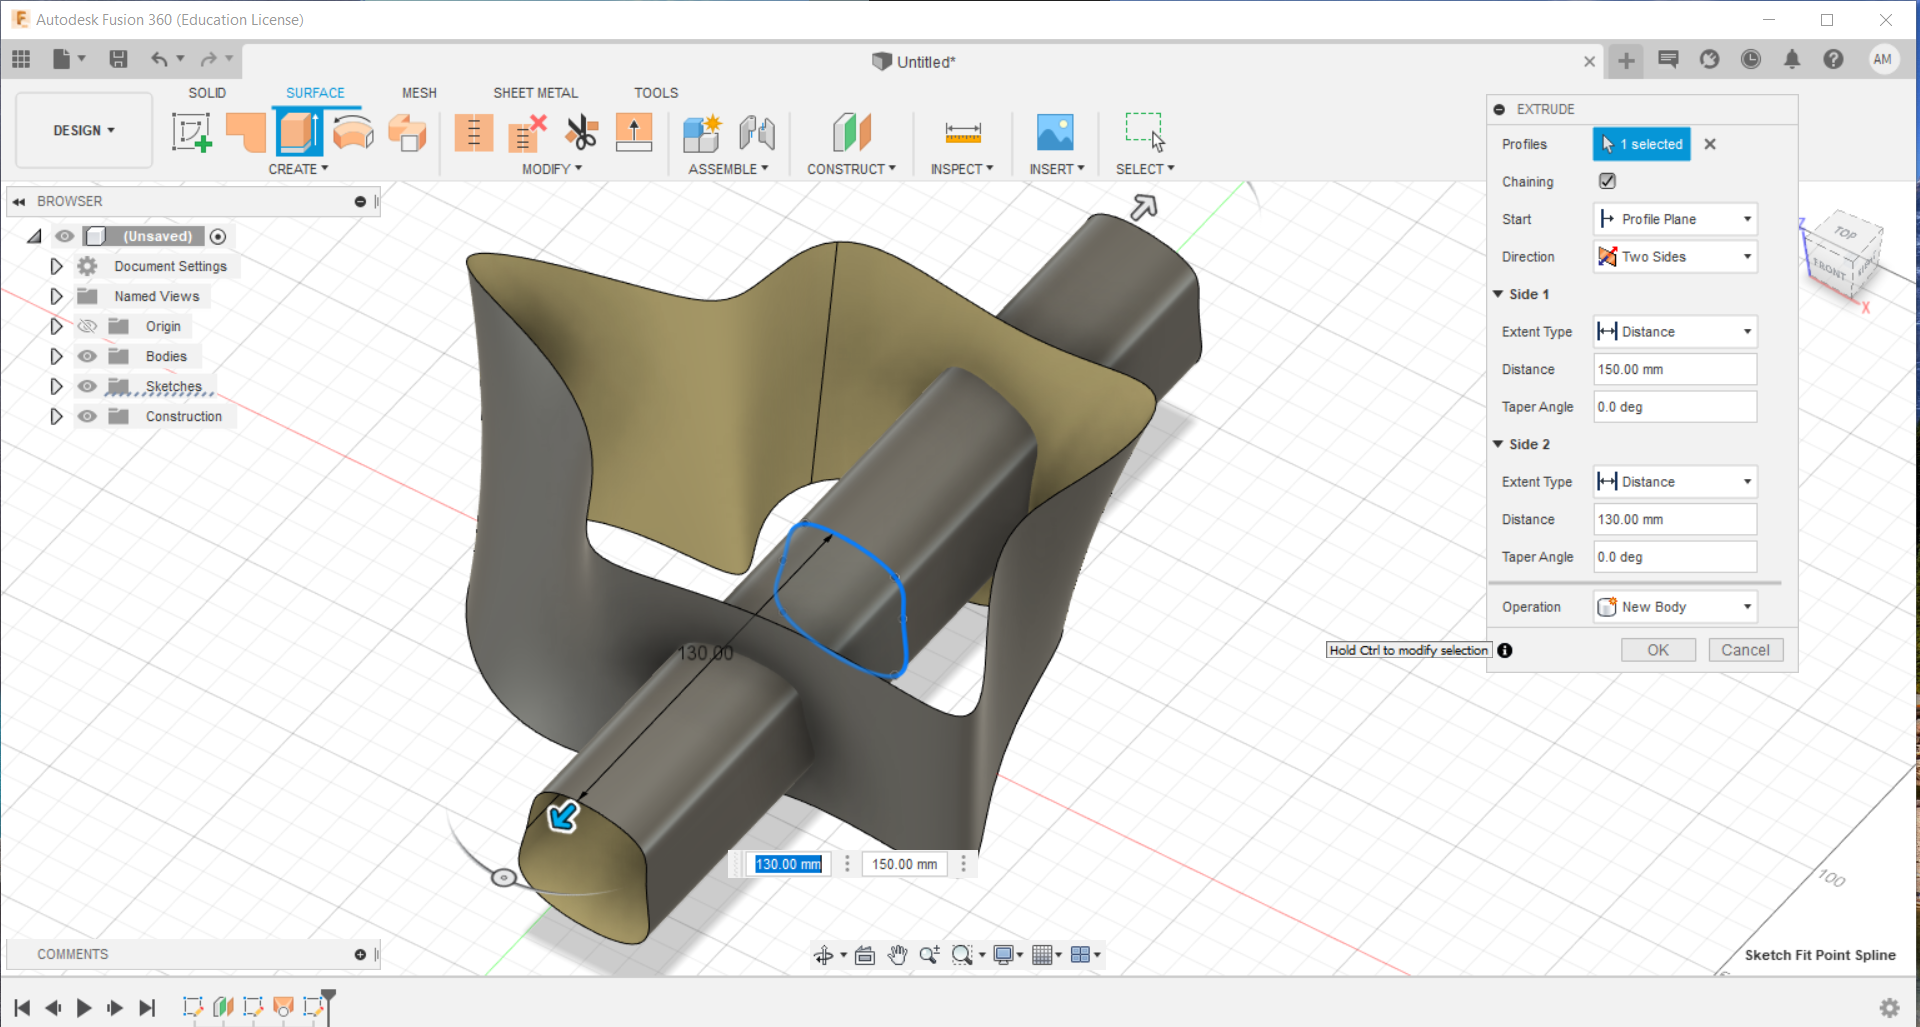 Autodesk Fusion 360 (Education License)
Untitled*
AM
SOLID SURFACE MESH SHEET METAL TOOLS
DESIGN
CREATE MODIFY ASSEMBLE CONSTRUCT INSPECT INSERT SELECT
BROWSER
(Unsaved)
Document Settings
Named Views
Origin
Bodies
Sketches
Construction
TOP
FRONT
Z
X
EXTRUDE
Profiles 1 selected
Chaining
Start Profile Plane
Direction Two Sides
Side 1
Extent Type Distance
Distance 150.00 mm
Taper Angle 0.0 deg
Side 2
Extent Type Distance
Distance 130.00 mm
Taper Angle 0.0 deg
Operation New Body
OK Cancel
Hold Ctrl to modify selection
130.00
130.00 mm 150.00 mm
100
COMMENTS
Sketch Fit Point Spline